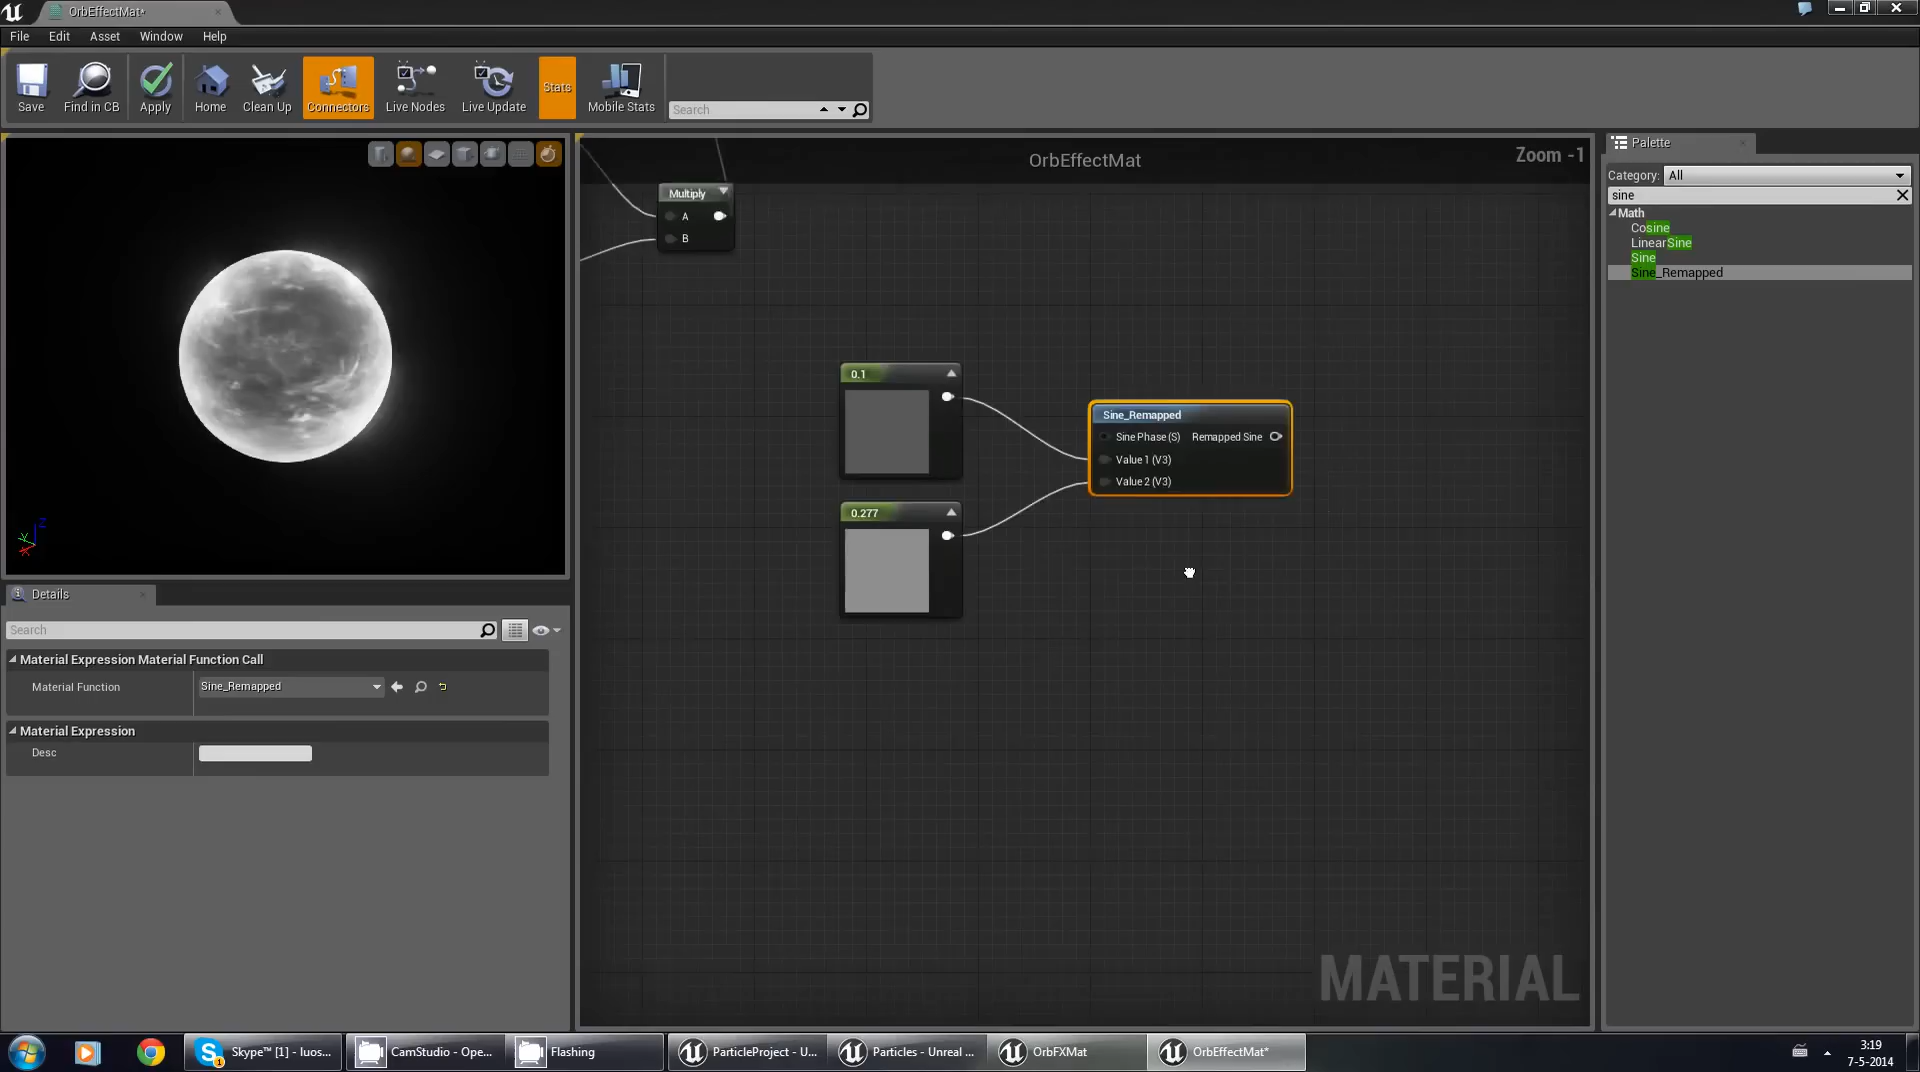 OrbEffectMat*
File Edit Asset Window Help
Save Find in CB Apply Home Clean Up Connectors Live Nodes Live Update Stats Mobile Stats
Search
OrbEffectMat
Zoom -1
Palette
Category: All
sine
Math
Cosine
LinearSine
Sine
Sine_Remapped
Multiply
A
B
0.1
0.277
Sine_Remapped
Sine Phase (S) Remapped Sine
Value 1 (V3)
Value 2 (V3)
MATERIAL
Z
Y
X
Details
Search
Material Expression Material Function Call
Material Function Sine_Remapped
Material Expression
Desc
Skype™ [1] - luos...
CamStudio - Ope...
Flashing
ParticleProject - U...
Particles - Unreal ...
OrbFXMat
OrbEffectMat*
3:19
7-5-2014